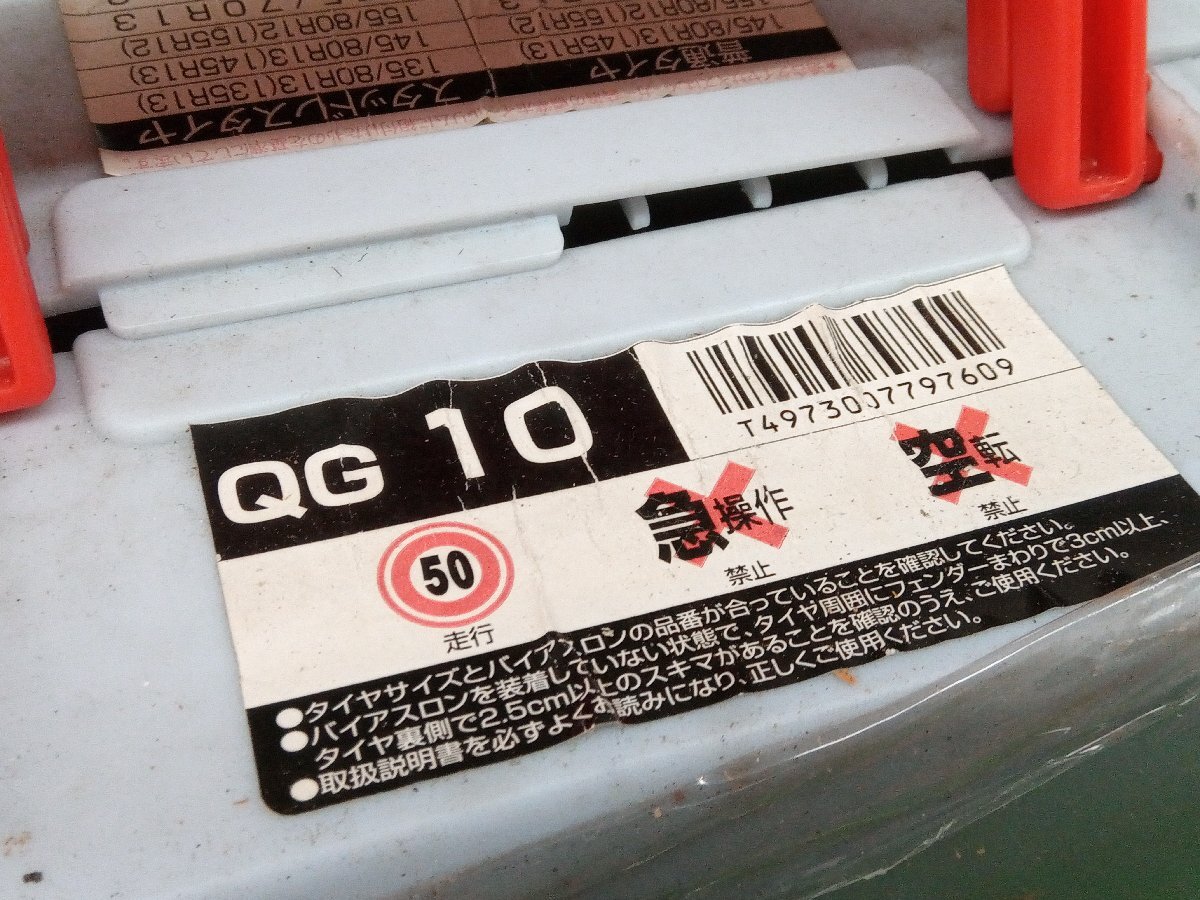 普通タイヤ
145/80R13(145R13)
155/80R12(155R12)
スタッドレスタイヤ
135/80R13(135R13)
145/80R13(145R13)
155/80R12(155R12)
QG 10
T4973007797609
50
走行
急操作
禁止
空転
禁止
●タイヤサイズとバイアスロンの品番が合っていることを確認してください。
●バイアスロンを装着していない状態で、タイヤ周囲にフェンダーまわりで3cm以上、
タイヤ裏側で2.5cm以上のスキマがあることを確認のうえ、ご使用ください。
●取扱説明書を必ずよくお読みになり、正しくご使用ください。